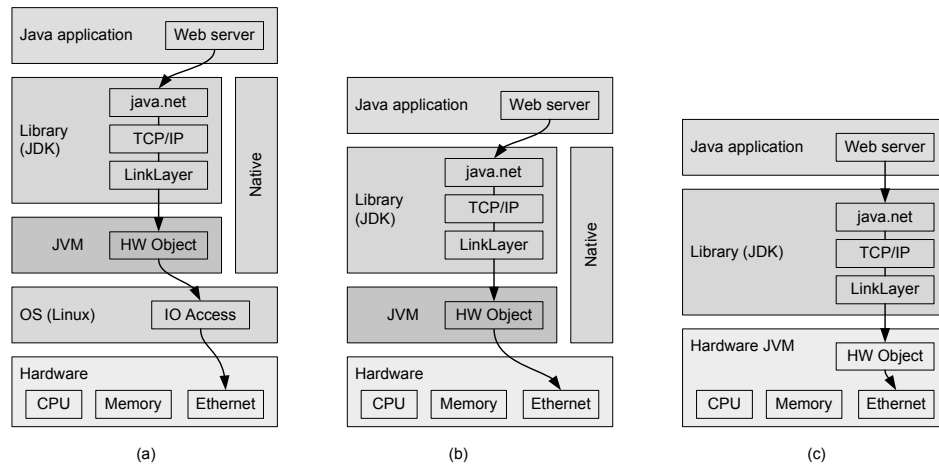 Java application
Web server
Library
(JDK)
java.net
TCP/IP
LinkLayer
Native
JVM
HW Object
OS (Linux)
IO Access
Hardware
CPU
Memory
Ethernet
(a)
Java application
Web server
Library
(JDK)
java.net
TCP/IP
LinkLayer
Native
JVM
HW Object
Hardware
CPU
Memory
Ethernet
(b)
Java application
Web server
Library (JDK)
java.net
TCP/IP
LinkLayer
Hardware JVM
HW Object
CPU
Memory
Ethernet
(c)